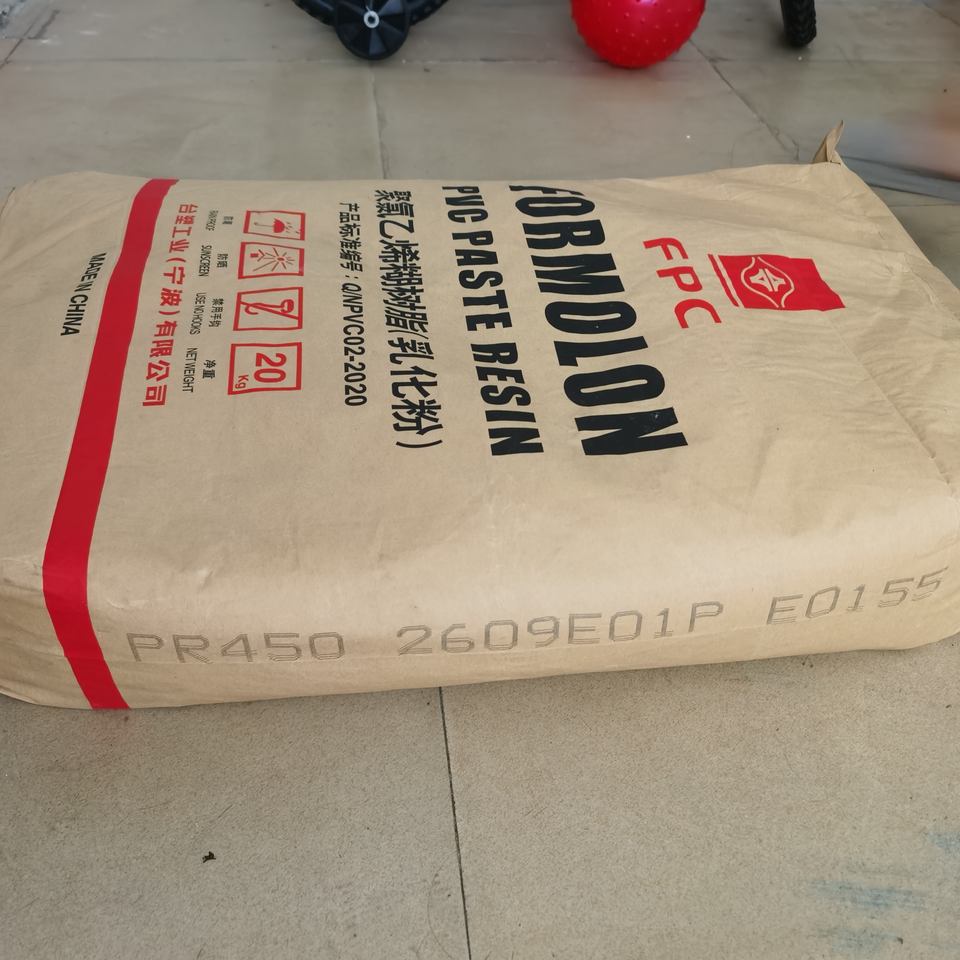 FPC
FORMOLON
PVC PASTE RESIN
聚氯乙烯糊树脂(乳化粉)
产品标准编号：Q/NPVC02-2020
20
Kg
防潮 防晒 禁用手钩 净重
RAIN PROOF SUNSCREEN USE NO HOOKS NET WEIGHT
台塑工业(宁波)有限公司
MADE IN CHINA
PR450 2609E01P E0155